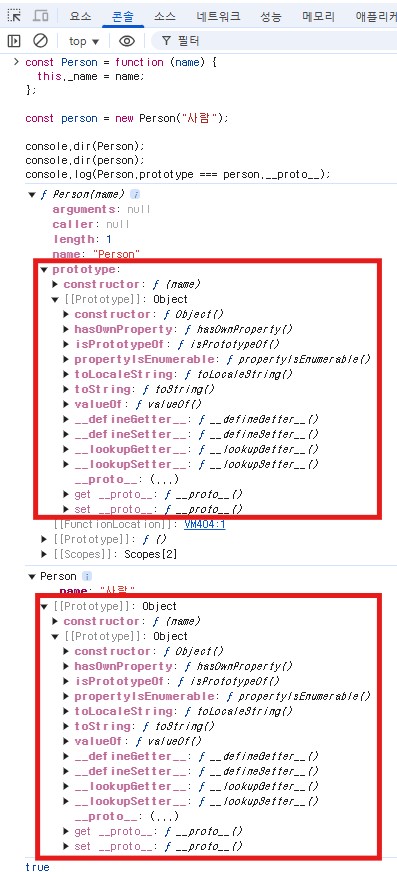 요소 콘솔 소스 네트워크 성능 메모리 애플리케
top 필터
const Person = function (name) {
this._name = name;
};
const person = new Person("사람");
console.dir(Person);
console.dir(person);
console.log(Person.prototype === person.__proto__);
ƒ Person(name)
arguments: null
caller: null
length: 1
name: "Person"
prototype:
constructor: ƒ (name)
[[Prototype]]: Object
constructor: ƒ Object()
hasOwnProperty: ƒ hasOwnProperty()
isPrototypeOf: ƒ isPrototypeOf()
propertyIsEnumerable: ƒ propertyIsEnumerable()
toLocaleString: ƒ toLocaleString()
toString: ƒ toString()
valueOf: ƒ valueOf()
__defineGetter__: ƒ __defineGetter__()
__defineSetter__: ƒ __defineSetter__()
__lookupGetter__: ƒ __lookupGetter__()
__lookupSetter__: ƒ __lookupSetter__()
__proto__: (...)
get __proto__: ƒ __proto__()
set __proto__: ƒ __proto__()
[[FunctionLocation]]: VM404:1
[[Prototype]]: ƒ ()
[[Scopes]]: Scopes[2]
Person
_name: "사람"
[[Prototype]]: Object
constructor: ƒ (name)
[[Prototype]]: Object
constructor: ƒ Object()
hasOwnProperty: ƒ hasOwnProperty()
isPrototypeOf: ƒ isPrototypeOf()
propertyIsEnumerable: ƒ propertyIsEnumerable()
toLocaleString: ƒ toLocaleString()
toString: ƒ toString()
valueOf: ƒ valueOf()
__defineGetter__: ƒ __defineGetter__()
__defineSetter__: ƒ __defineSetter__()
__lookupGetter__: ƒ __lookupGetter__()
__lookupSetter__: ƒ __lookupSetter__()
__proto__: (...)
get __proto__: ƒ __proto__()
set __proto__: ƒ __proto__()
true